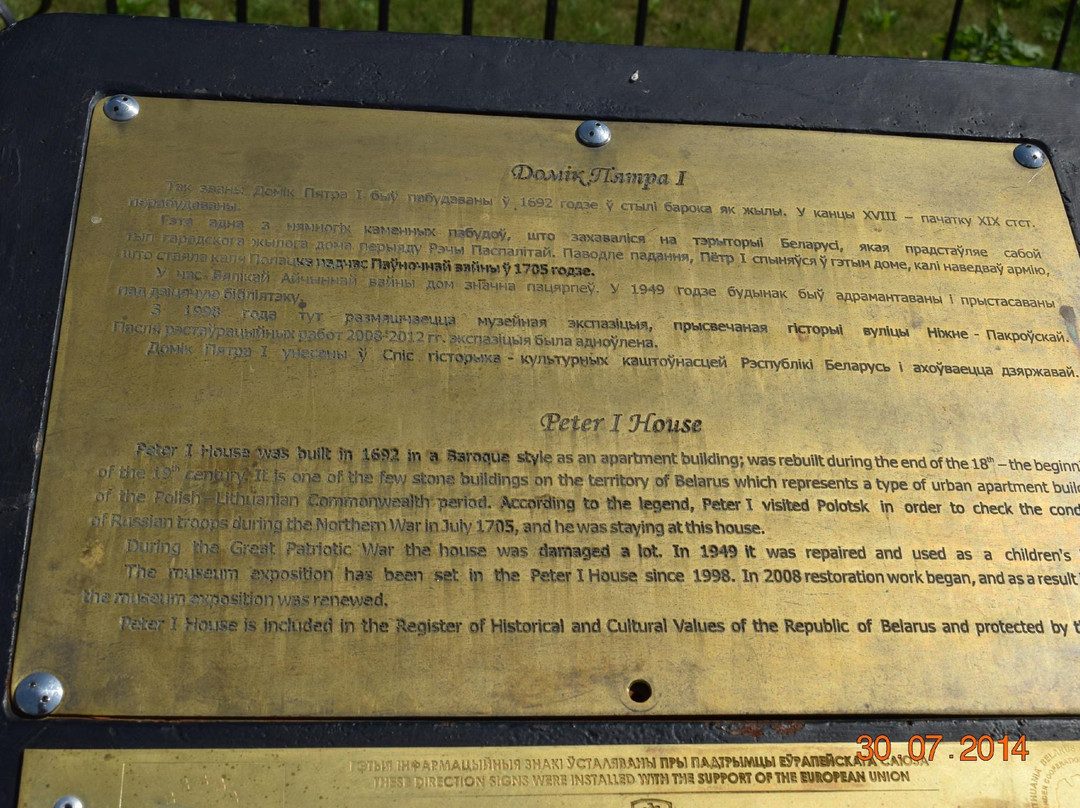 Домік Пятра I
Так званы Домік Пятра I быў пабудаваны ў 1692 годзе ў стылі барока як жылы. У канцы XVIII – пачатку XIX стст.
перабудаваны.
Гэта адна з нямногіх каменных пабудоў, што захаваліся на тэрыторыі Беларусі, якая прадстаўляе сабой
тып гарадскога жылога дома перыяду Рэчы Паспалітай. Паводле падання, Пётр I спыняўся ў гэтым доме, калі наведваў армію,
што стаяла каля Полацка падчас Паўночнай вайны ў 1705 годзе.
У час Вялікай Айчыннай вайны дом значна пацярпеў. У 1949 годзе будынак быў адрамантаваны і прыстасаваны
пад дзіцячую бібліятэку.
З 1998 года тут размяшчаецца музейная экспазіцыя, прысвечаная гісторыі вуліцы Ніжне - Пакроўскай.
Пасля рэстаўрацыйных работ 2008-2012 гг. экспазіцыя была адноўлена.
Домік Пятра I унесены ў Спіс гісторыка - культурных каштоўнасцей Рэспублікі Беларусь і ахоўваецца дзяржавай.
Peter I House
Peter I House was built in 1692 in a Baroque style as an apartment building; was rebuilt during the end of the 18th – the beginni
of the 19th century. It is one of the few stone buildings on the territory of Belarus which represents a type of urban apartment buil
of the Polish–Lithuanian Commonwealth period. According to the legend, Peter I visited Polotsk in order to check the cond
of Russian troops during the Northern War in July 1705, and he was staying at this house.
During the Great Patriotic War the house was damaged a lot. In 1949 it was repaired and used as a children's
The museum exposition has been set in the Peter I House since 1998. In 2008 restoration work began, and as a result
the museum exposition was renewed.
Peter I House is included in the Register of Historical and Cultural Values of the Republic of Belarus and protected by t
ГЭТЫЯ ІНФАРМАЦЫЙНЫЯ ЗНАКІ ЎСТАЛЯВАНЫ ПРЫ ПАДТРЫМЦЫ ЕЎРАПЕЙСКАГА САЮЗА
THESE DIRECTION SIGNS WERE INSTALLED WITH THE SUPPORT OF THE EUROPEAN UNION
30.07.2014